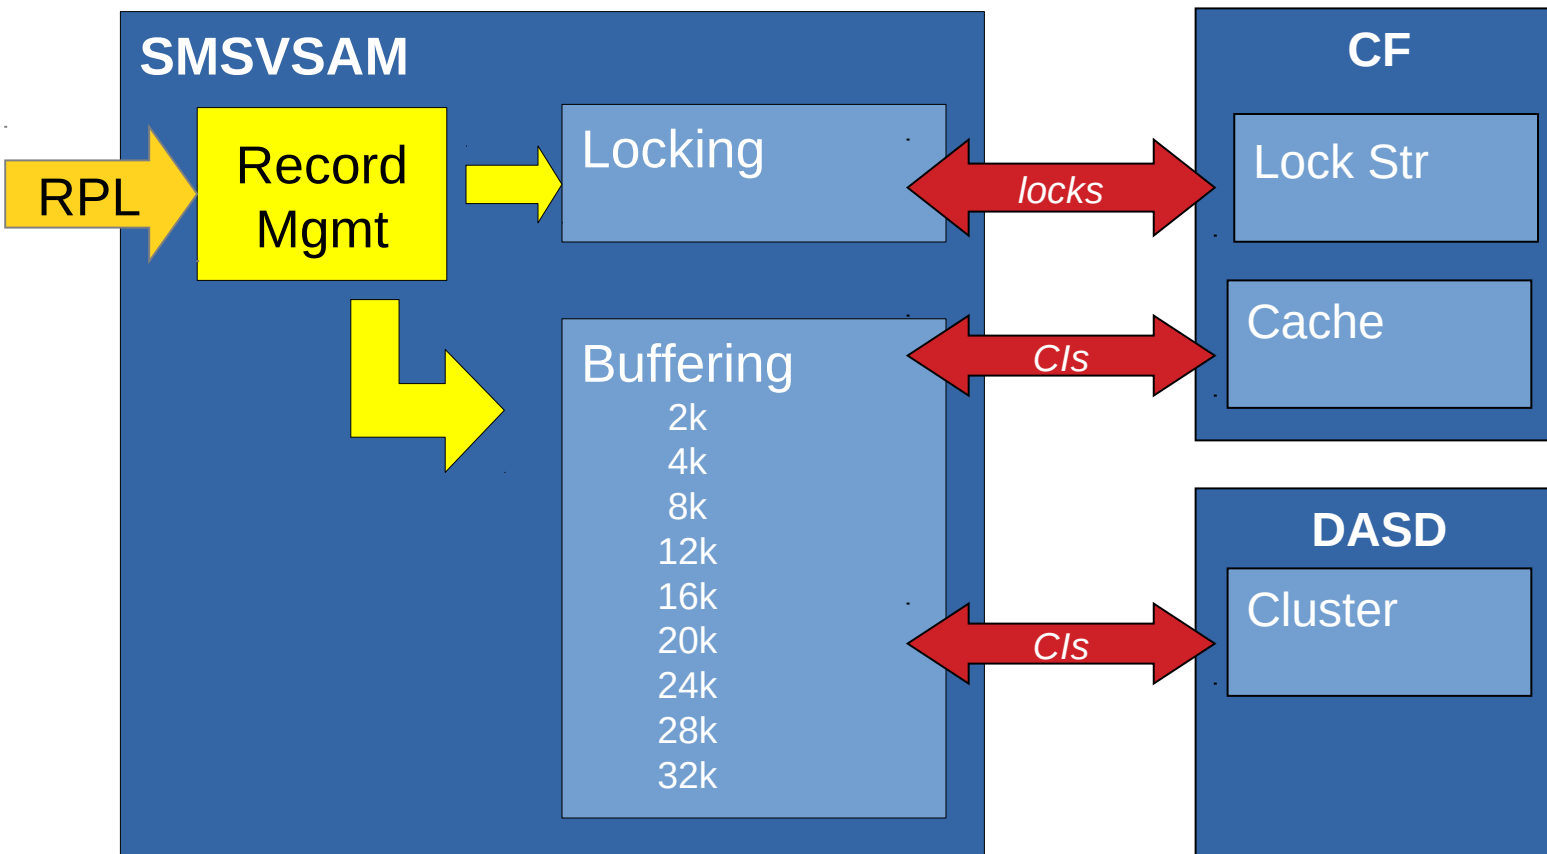 SMSVSAM
RPL
Record
Mgmt
Locking
locks
CF
Lock Str
Buffering
2k
4k
8k
12k
16k
20k
24k
28k
32k
CIs
Cache
CIs
DASD
Cluster